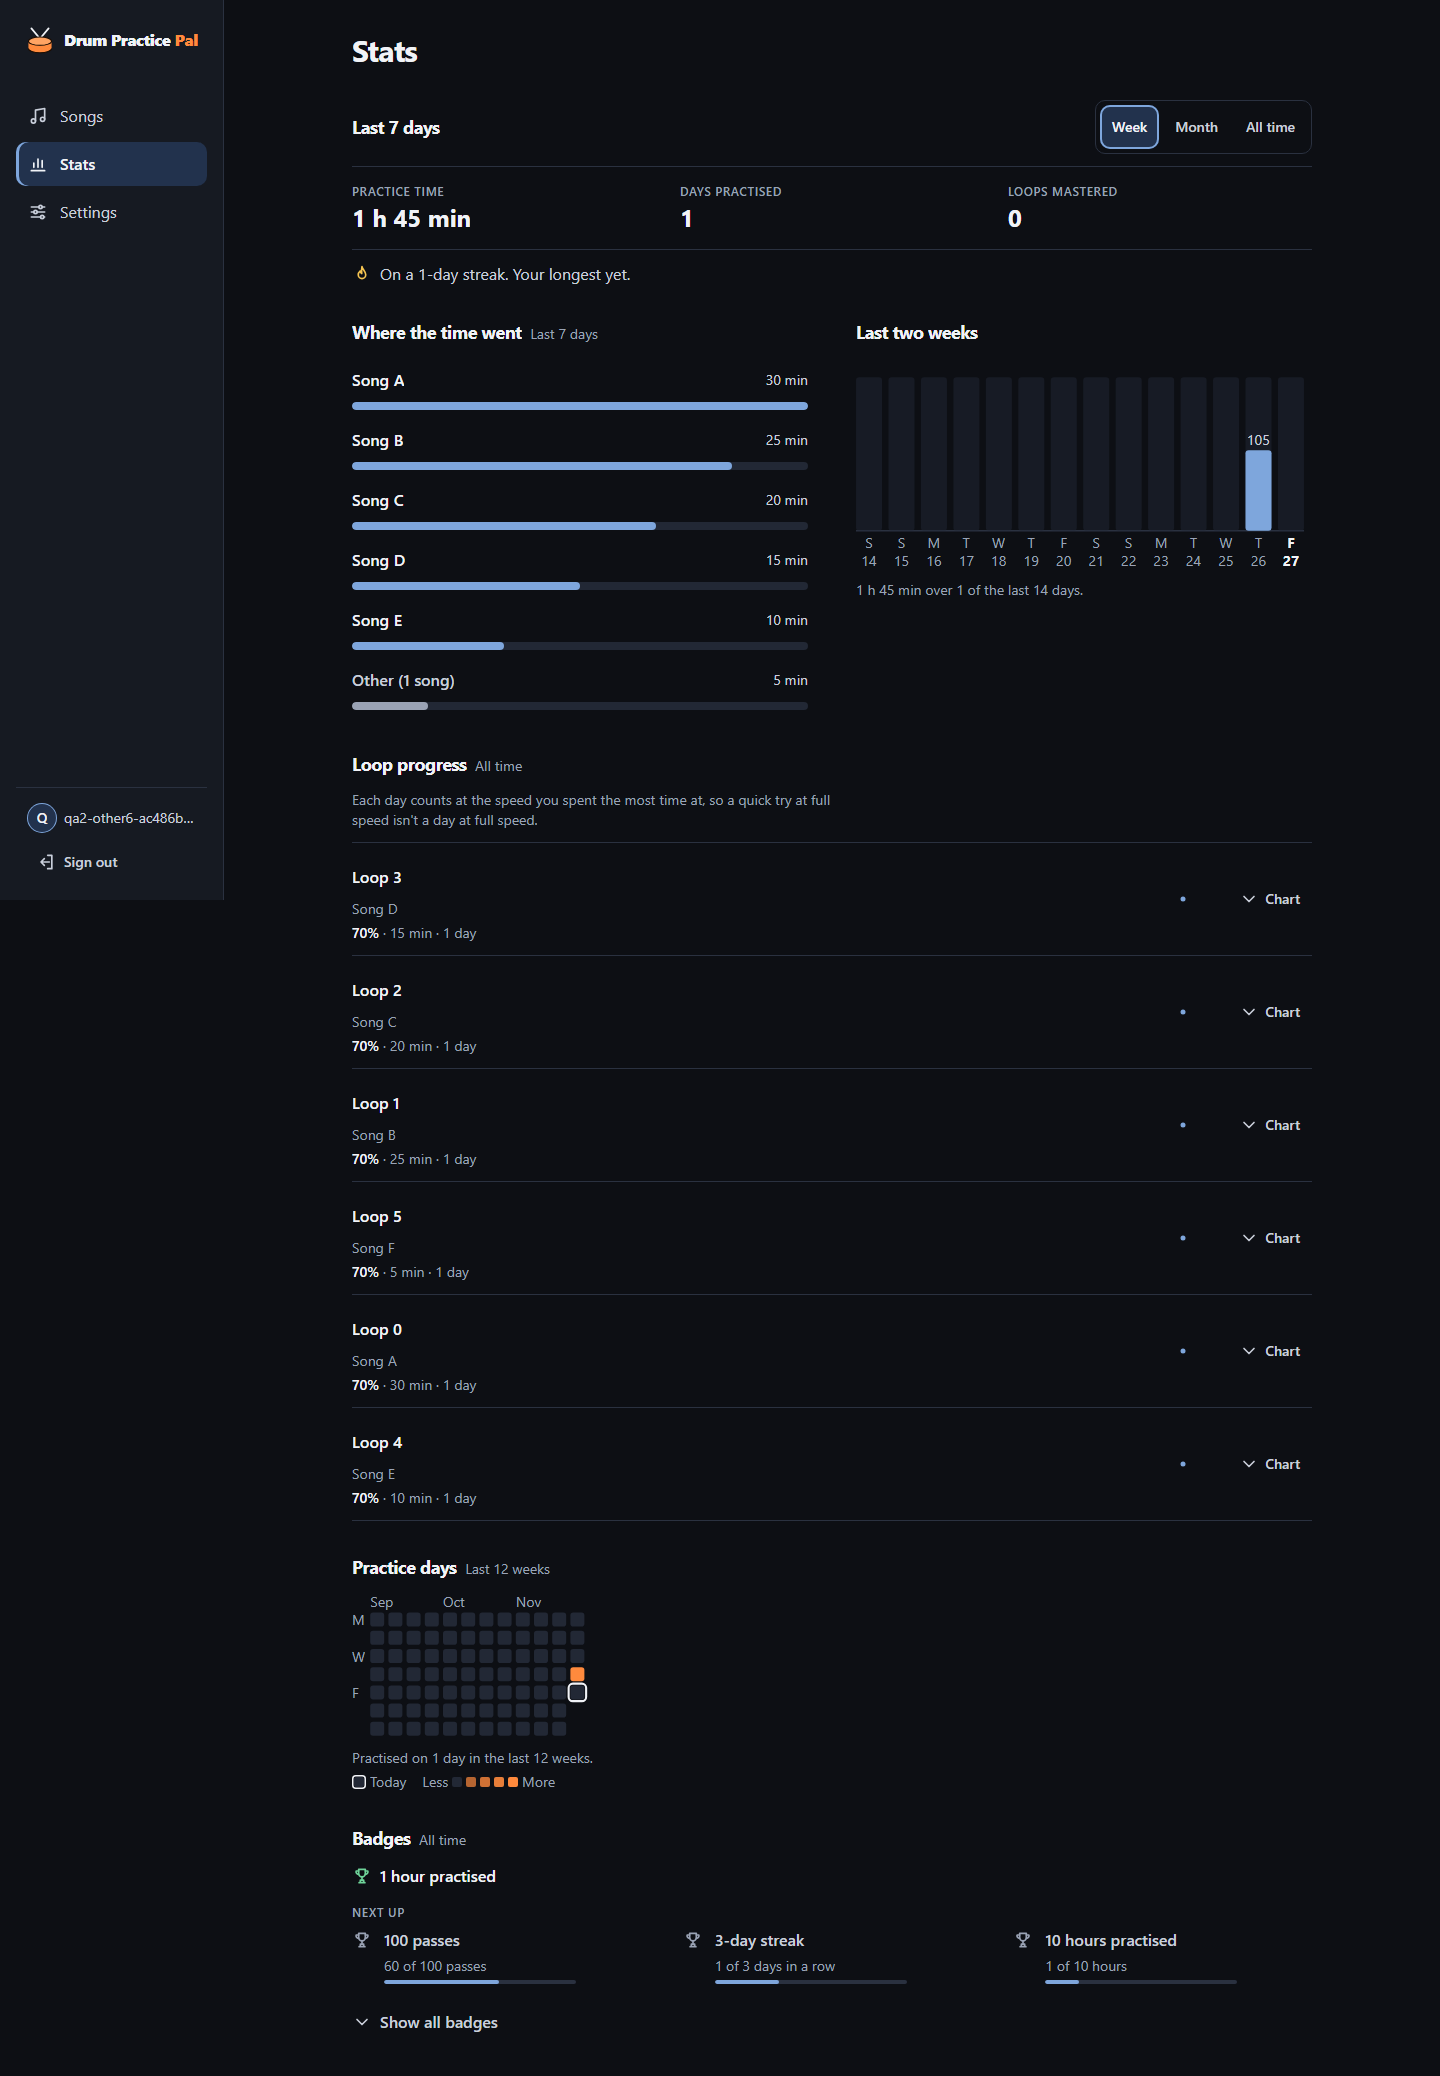 Drum Practice Pal
Songs
Stats
Settings
Q qa2-other6-ac486b...
Sign out
Stats
Last 7 days
Week Month All time
PRACTICE TIME DAYS PRACTISED LOOPS MASTERED
1 h 45 min 1 0
On a 1-day streak. Your longest yet.
Where the time went Last 7 days
Song A 30 min
Song B 25 min
Song C 20 min
Song D 15 min
Song E 10 min
Other (1 song) 5 min
Last two weeks
105
S S M T W T F S S M T W T F
14 15 16 17 18 19 20 21 22 23 24 25 26 27
1 h 45 min over 1 of the last 14 days.
Loop progress All time
Each day counts at the speed you spent the most time at, so a quick try at full
speed isn't a day at full speed.
Loop 3
Song D
70% · 15 min · 1 day
Chart
Loop 2
Song C
70% · 20 min · 1 day
Chart
Loop 1
Song B
70% · 25 min · 1 day
Chart
Loop 5
Song F
70% · 5 min · 1 day
Chart
Loop 0
Song A
70% · 30 min · 1 day
Chart
Loop 4
Song E
70% · 10 min · 1 day
Chart
Practice days Last 12 weeks
Sep Oct Nov
M
W
F
Practised on 1 day in the last 12 weeks.
Today Less More
Badges All time
1 hour practised
NEXT UP
100 passes
60 of 100 passes
3-day streak
1 of 3 days in a row
10 hours practised
1 of 10 hours
Show all badges